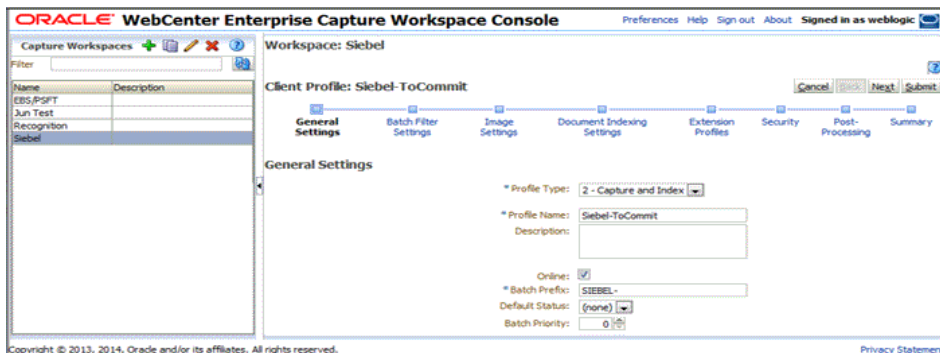 ORACLE WebCenter Enterprise Capture Workspace Console
Preferences Help Sign out About Signed in as weblogic
Capture Workspaces
Filter
Name Description
EBS/PSFT
Jun Test
Recognition
Siebel
Workspace: Siebel
Client Profile: Siebel-ToCommit
Cancel Back Next Submit
General Settings
Batch Filter Settings
Image Settings
Document Indexing Settings
Extension Profiles
Security
Post-Processing
Summary
General Settings
* Profile Type: 2 - Capture and Index
* Profile Name: Siebel-ToCommit
Description:
Online:
* Batch Prefix: SIEBEL-
Default Status: (none)
Batch Priority: 0
Copyright © 2013, 2014, Oracle and/or its affiliates. All rights reserved.
Privacy Statement